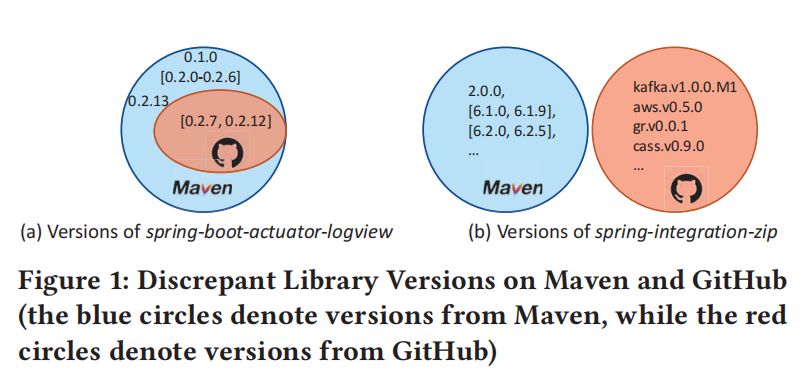 0.1.0
[0.2.0-0.2.6]
0.2.13
[0.2.7, 0.2.12]
Maven
2.0.0,
[6.1.0, 6.1.9],
[6.2.0, 6.2.5],
...
Maven
kafka.v1.0.0.M1
aws.v0.5.0
gr.v0.0.1
cass.v0.9.0
...
(a) Versions of spring-boot-actuator-logview
(b) Versions of spring-integration-zip
Figure 1: Discrepant Library Versions on Maven and GitHub
(the blue circles denote versions from Maven, while the red
circles denote versions from GitHub)